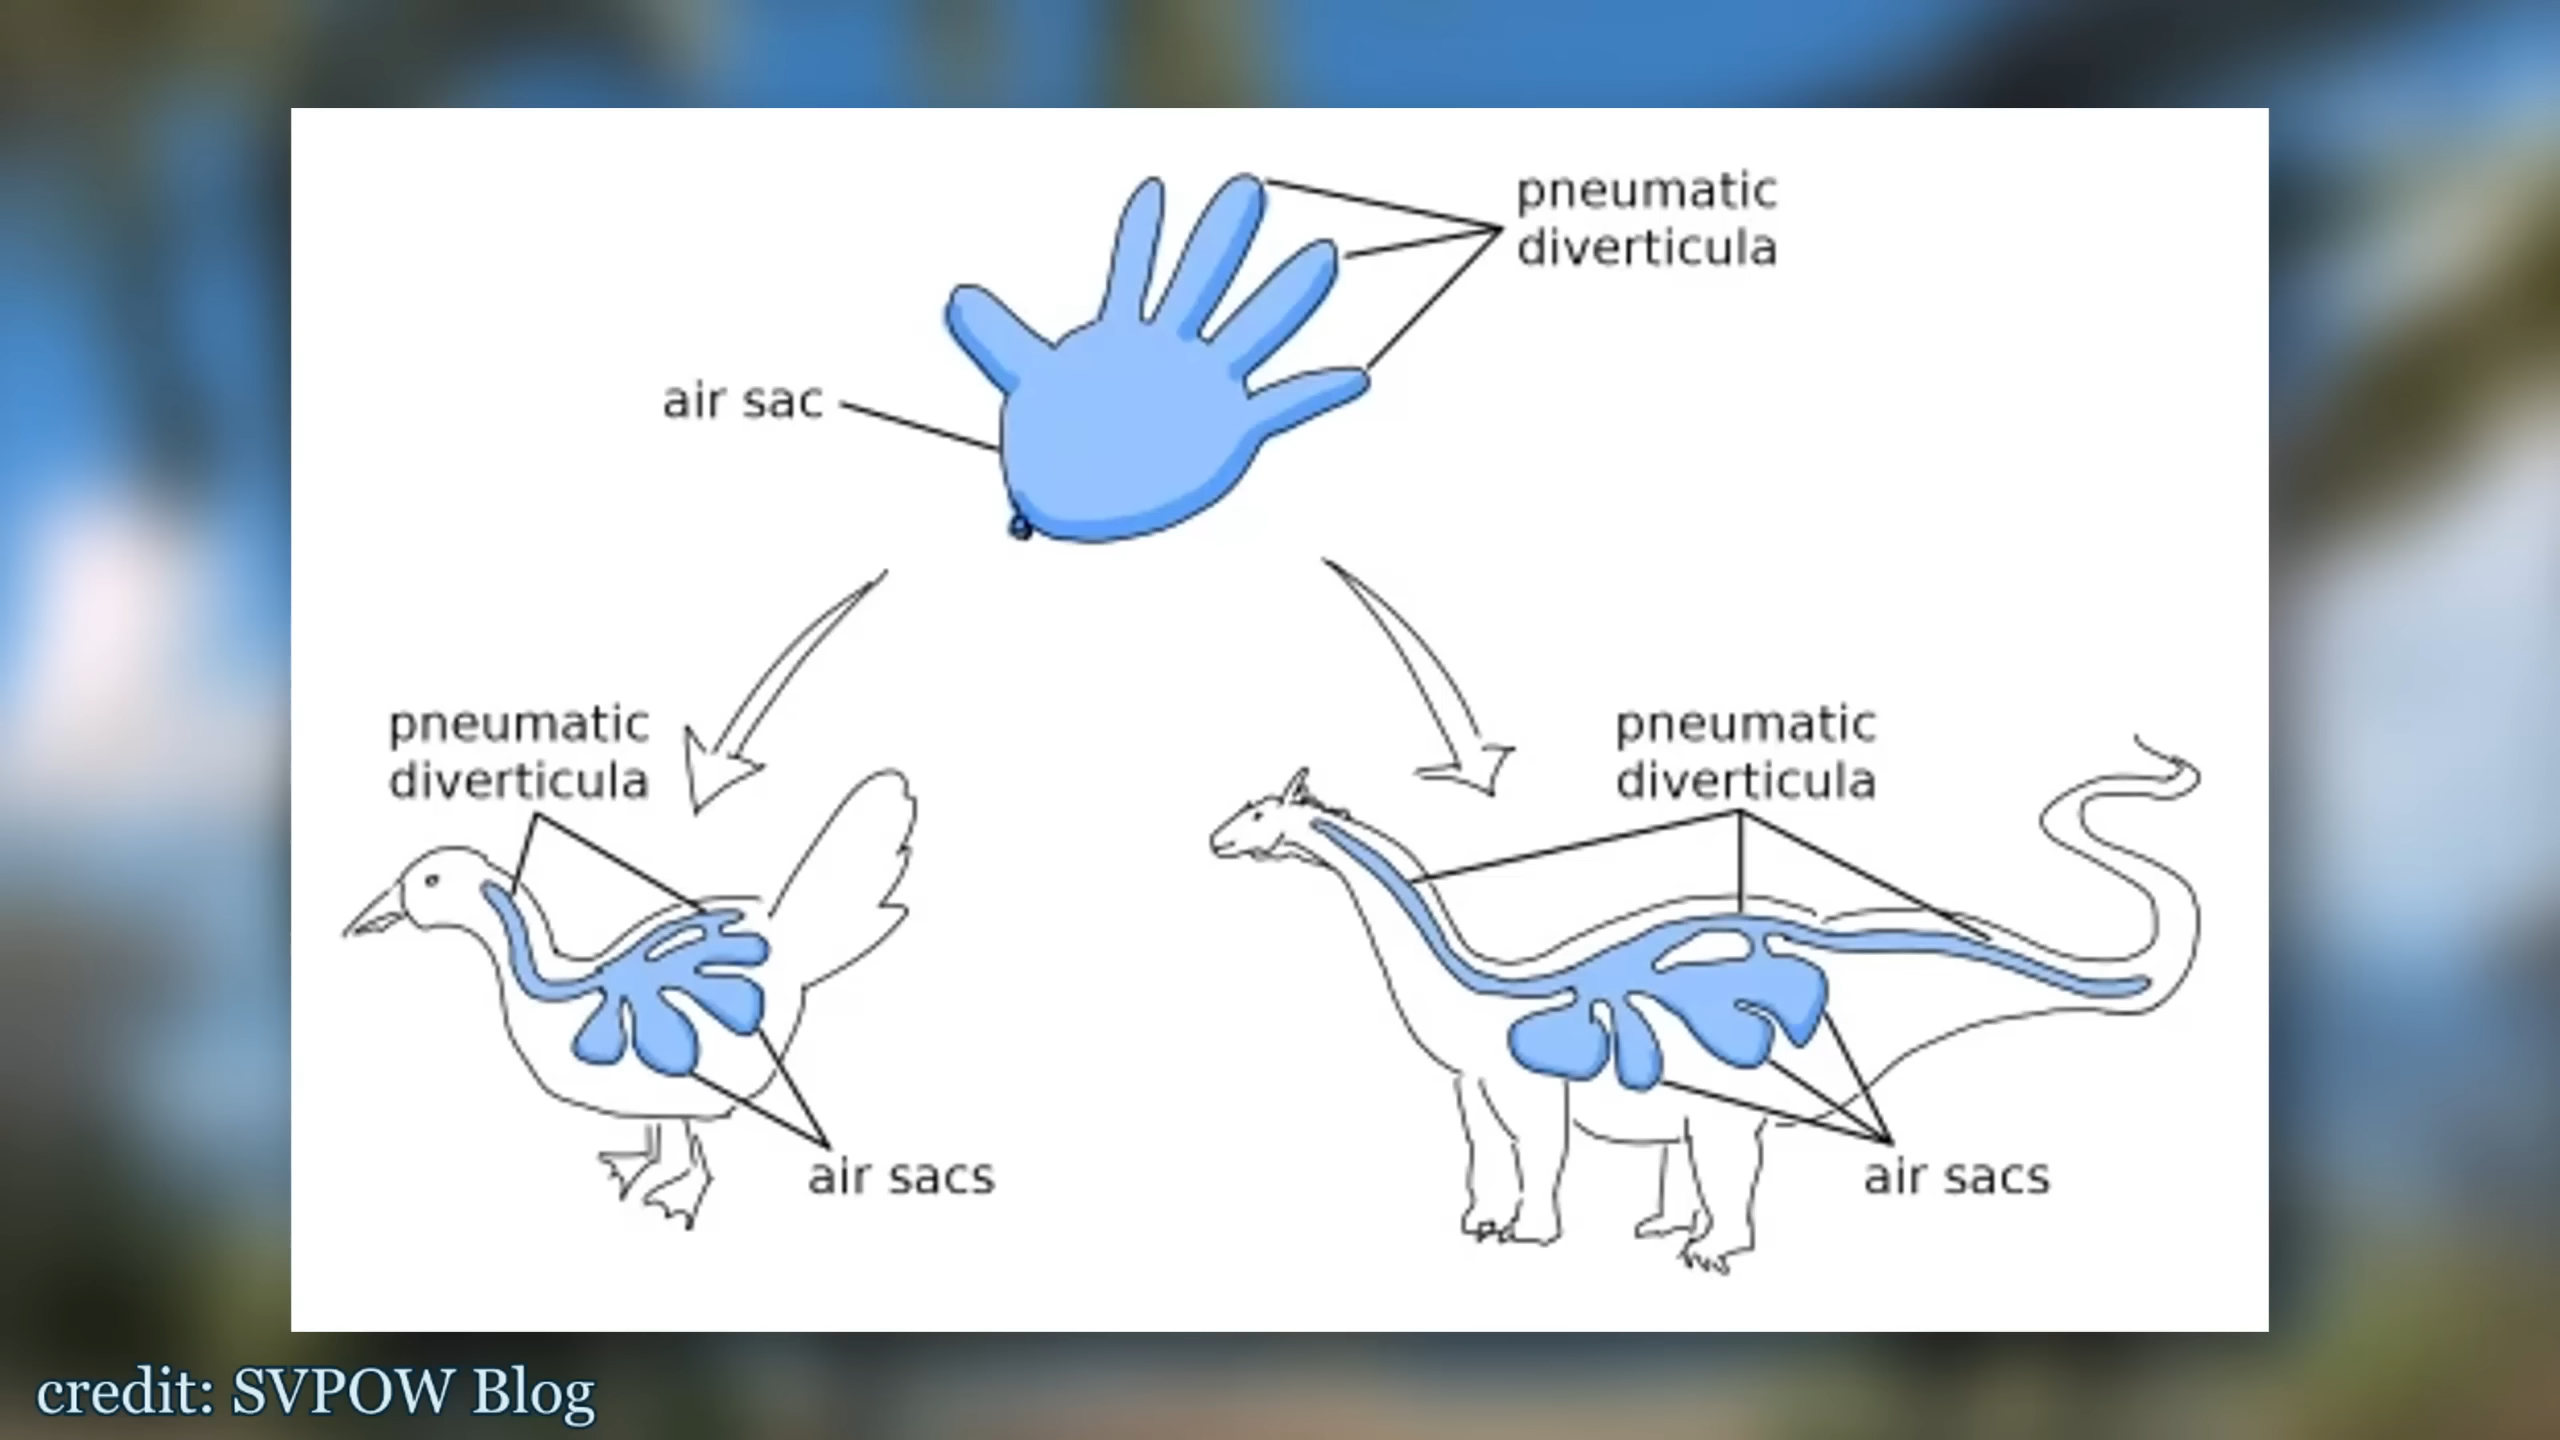 pneumatic
diverticula
air sac
pneumatic
diverticula
pneumatic
diverticula
air sacs
air sacs
credit: SVPOW Blog